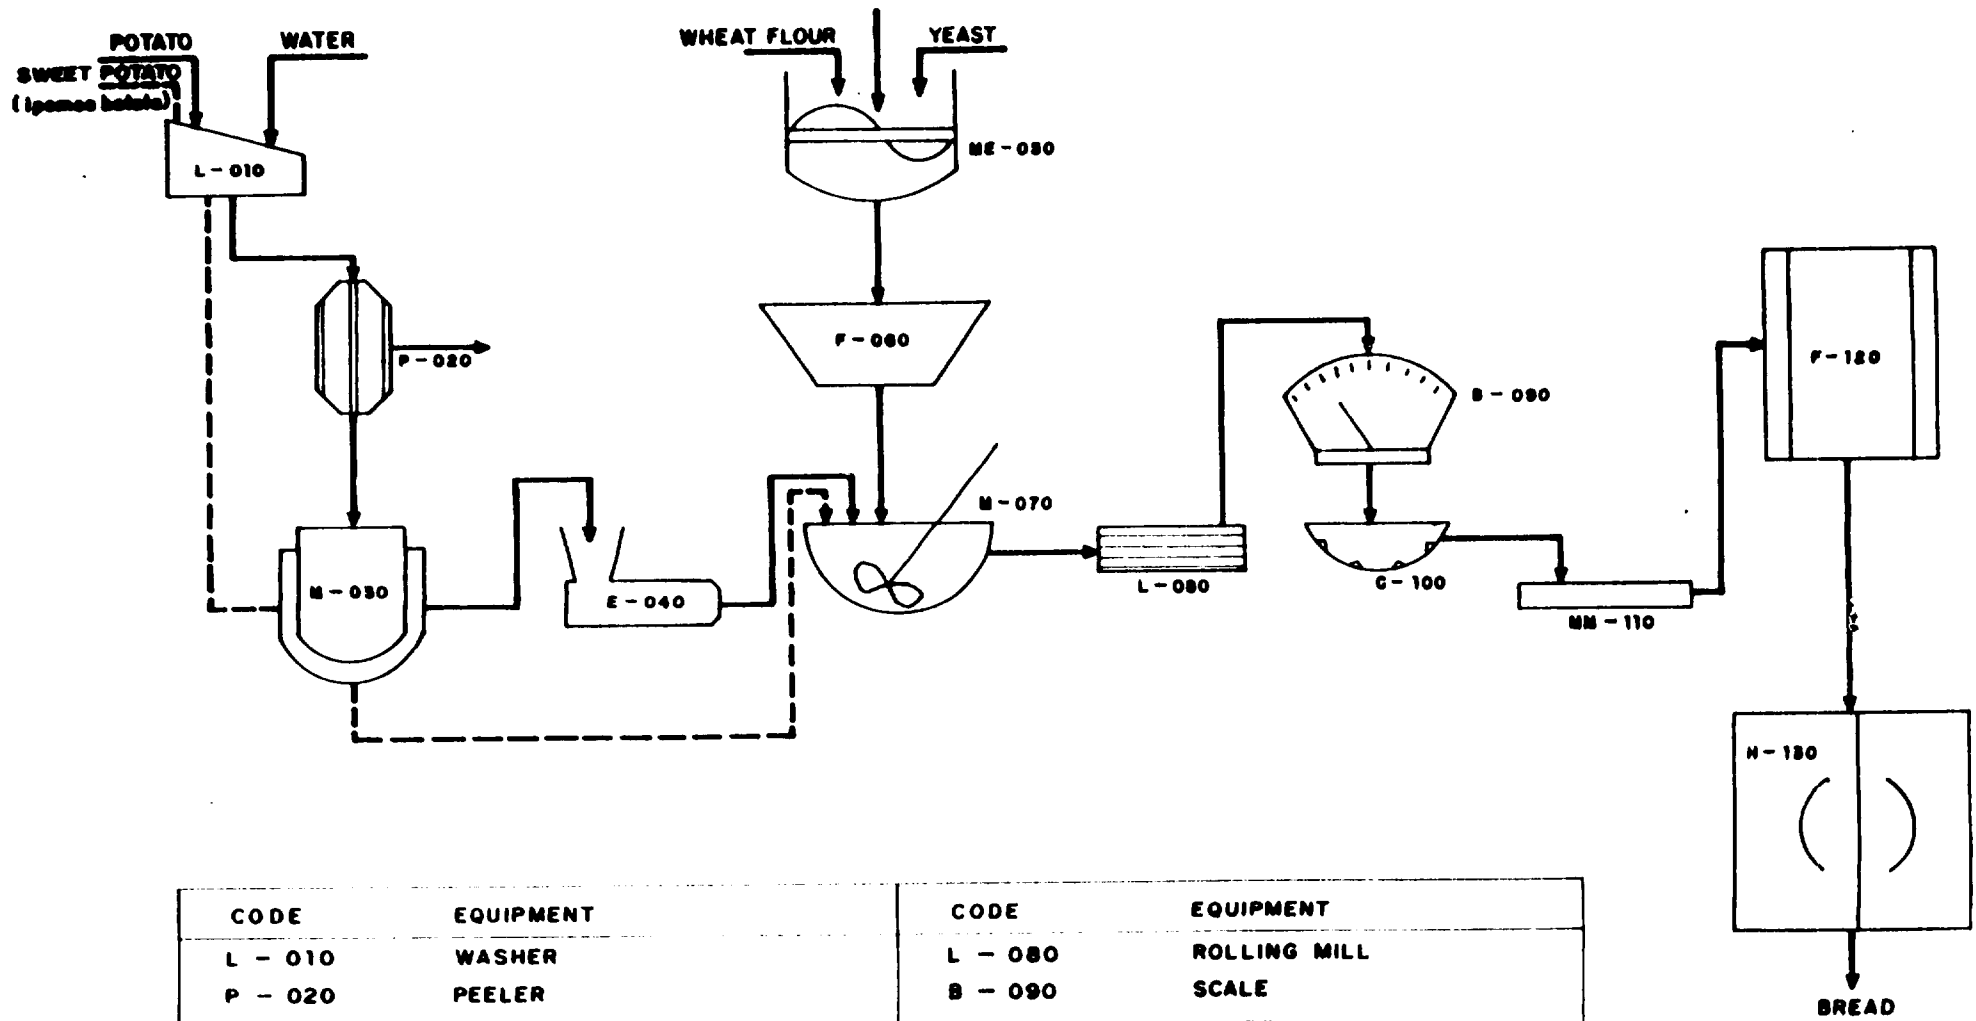 POTATO
WATER
SWEET POTATO
(ipomea batata)
WHEAT FLOUR
YEAST
L-010
ME-050
P-020
F-060
M-030
E-040
M-070
L-080
B-090
G-100
MM-110
F-120
H-130
BREAD
CODE EQUIPMENT CODE EQUIPMENT
L - 010 WASHER L - 080 ROLLING MILL
P - 020 PEELER B - 090 SCALE